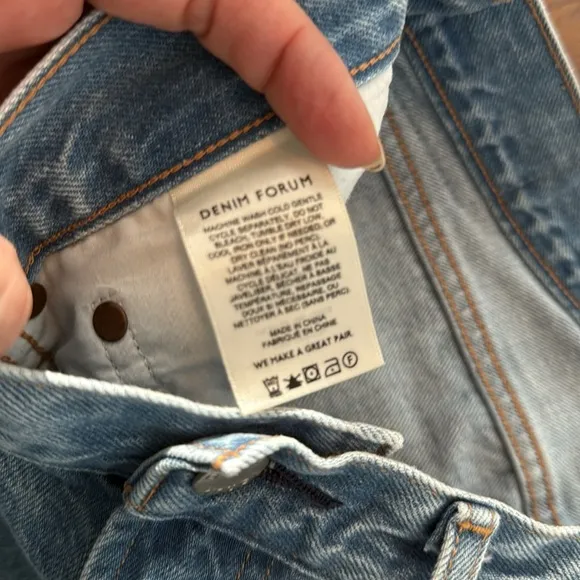 DENIM FORUM
MACHINE WASH COLD GENTLE
CYCLE SEPARATELY, DO NOT
BLEACH, TUMBLE DRY LOW,
COOL IRON ONLY IF NEEDED, OR
DRY CLEAN (NO PERC).
LAVER SÉPARÉMENT À LA
MACHINE À L'EAU FROIDE AU
CYCLE DÉLICAT, NE PAS
JAVELISER, SÉCHER À BASSE
TEMPÉRATURE, REPASSAGE
DOUX SI NÉCESSAIRE, OU
NETTOYER À SEC (SANS PERC).
MADE IN CHINA
FABRIQUÉ EN CHINE
WE MAKE A GREAT PAIR.